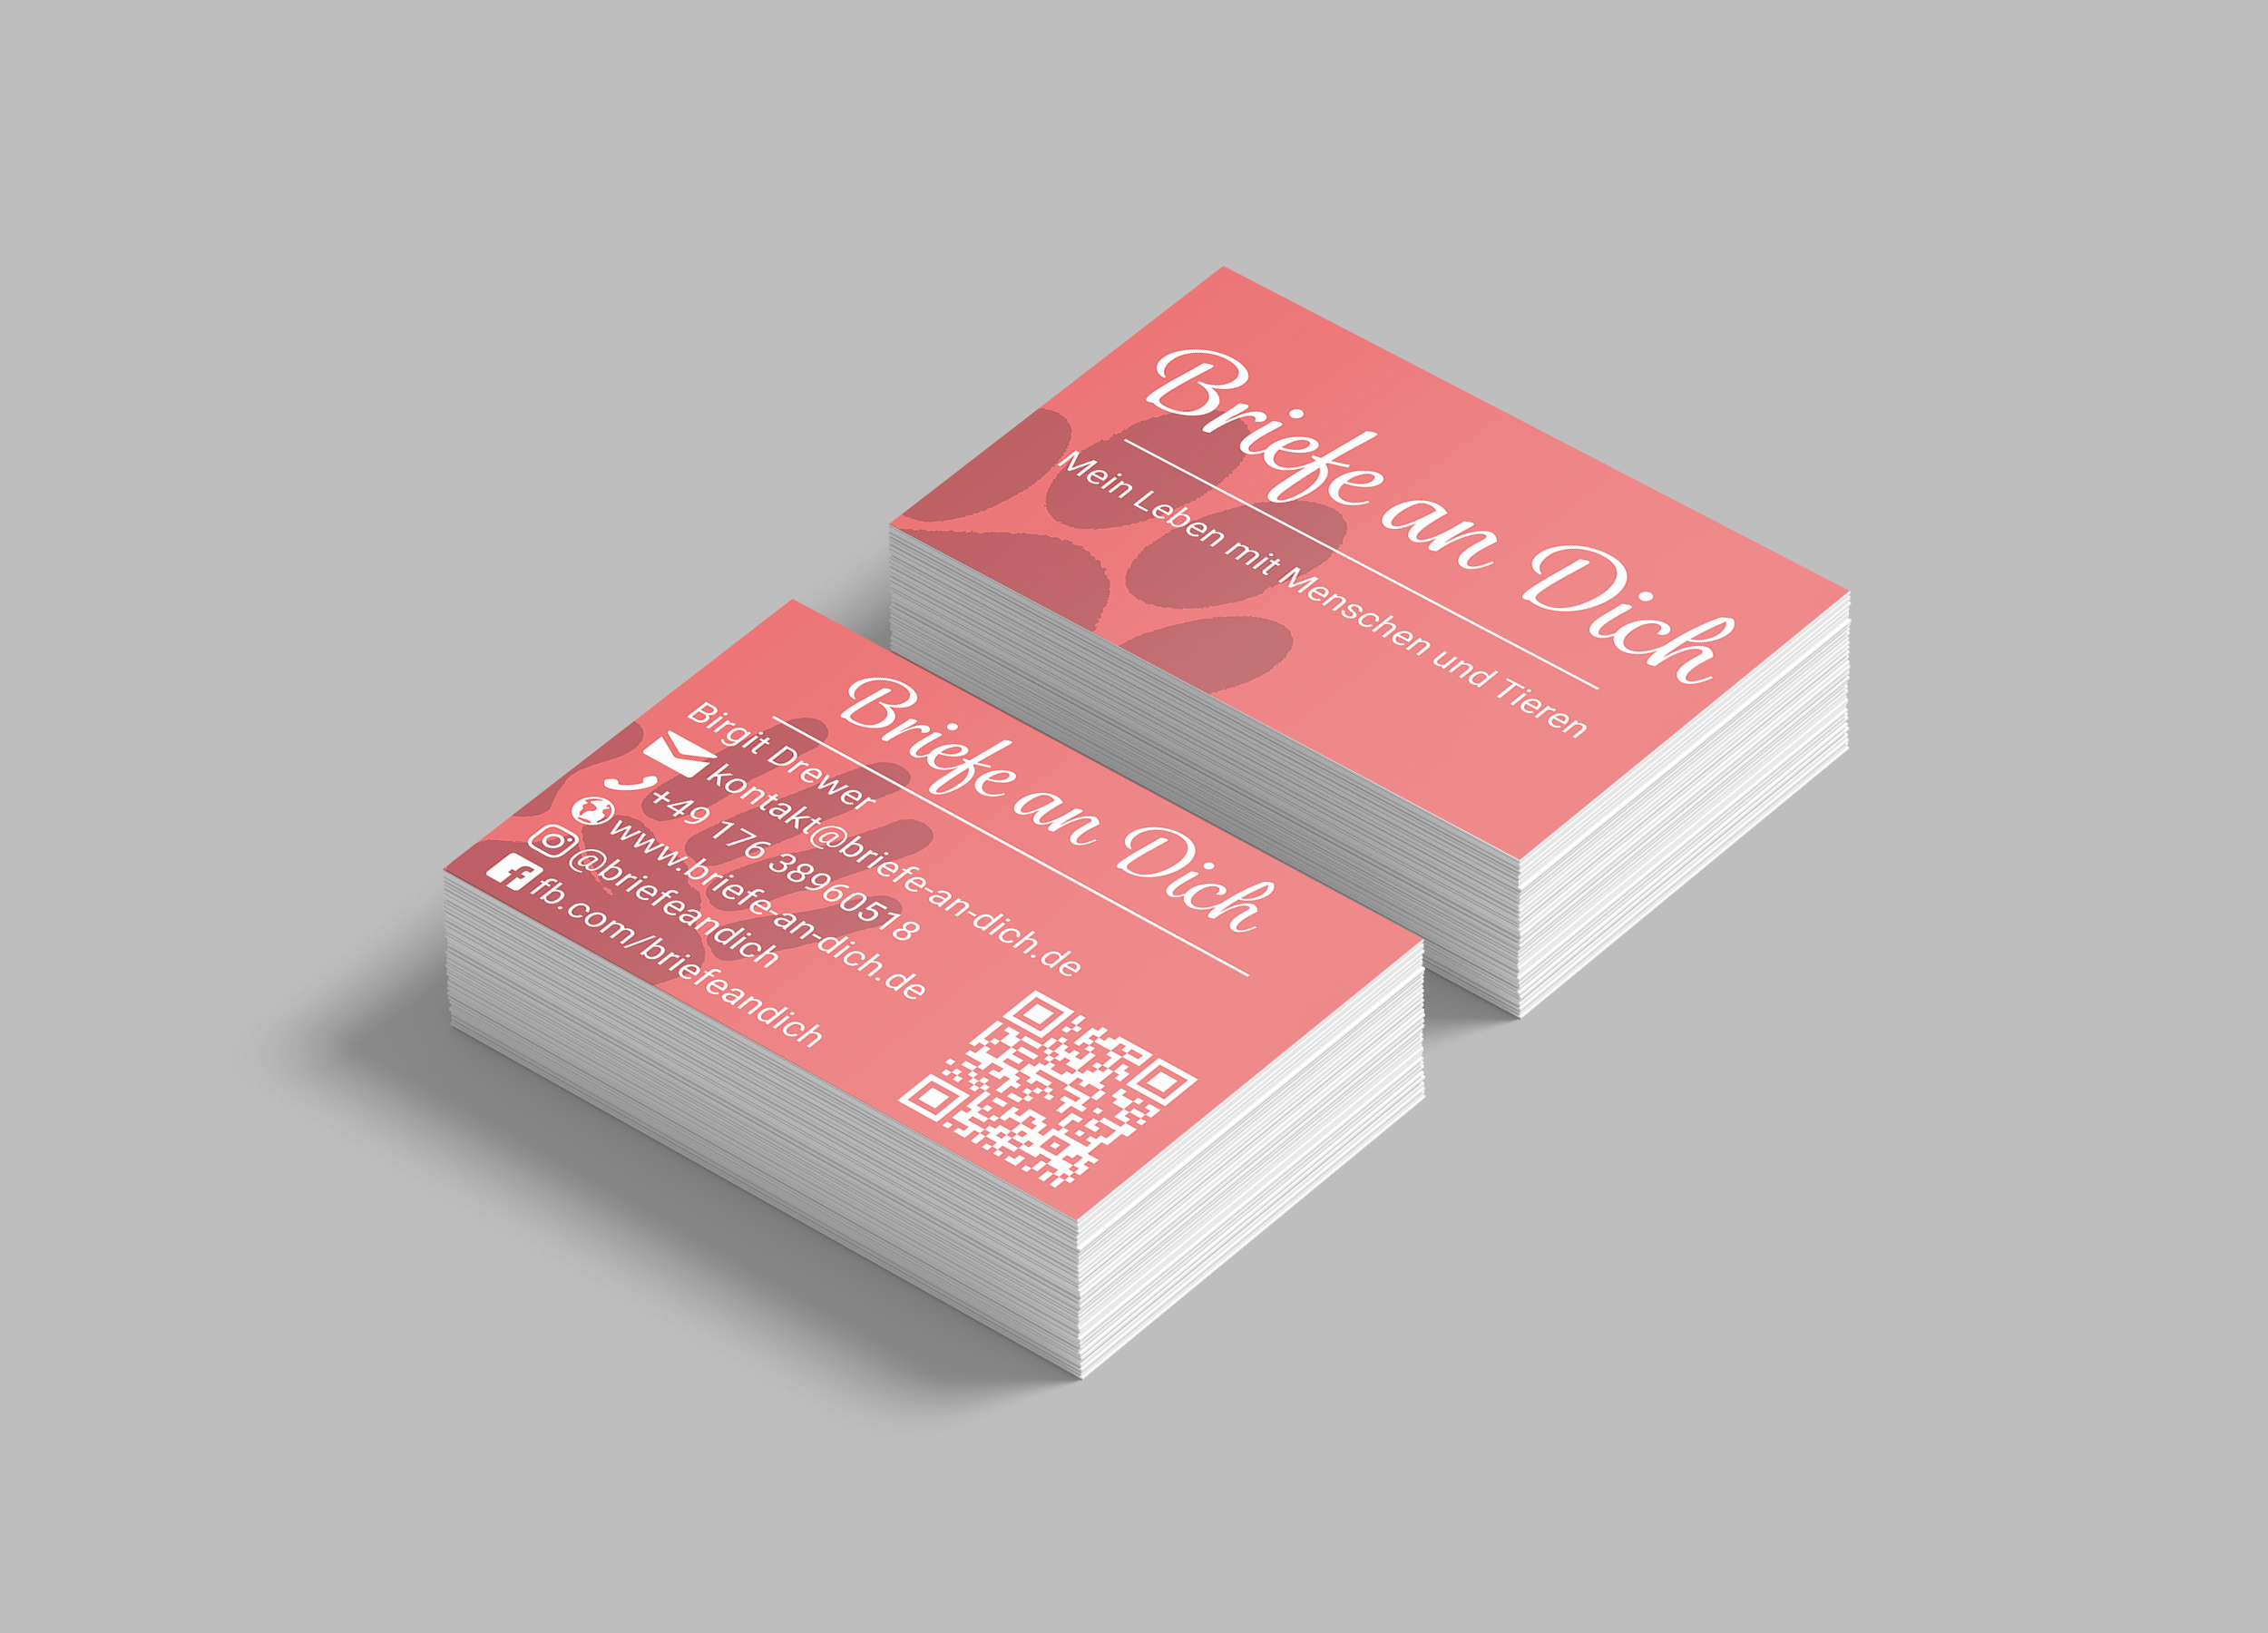 Briefe an Dich
Mein Leben mit Menschen und Tieren
Briefe an Dich
Birgit Drewer
kontakt@briefe-an-dich.de
+49 176 38960518
www.briefe-an-dich.de
@briefeandich
fb.com/briefeandich